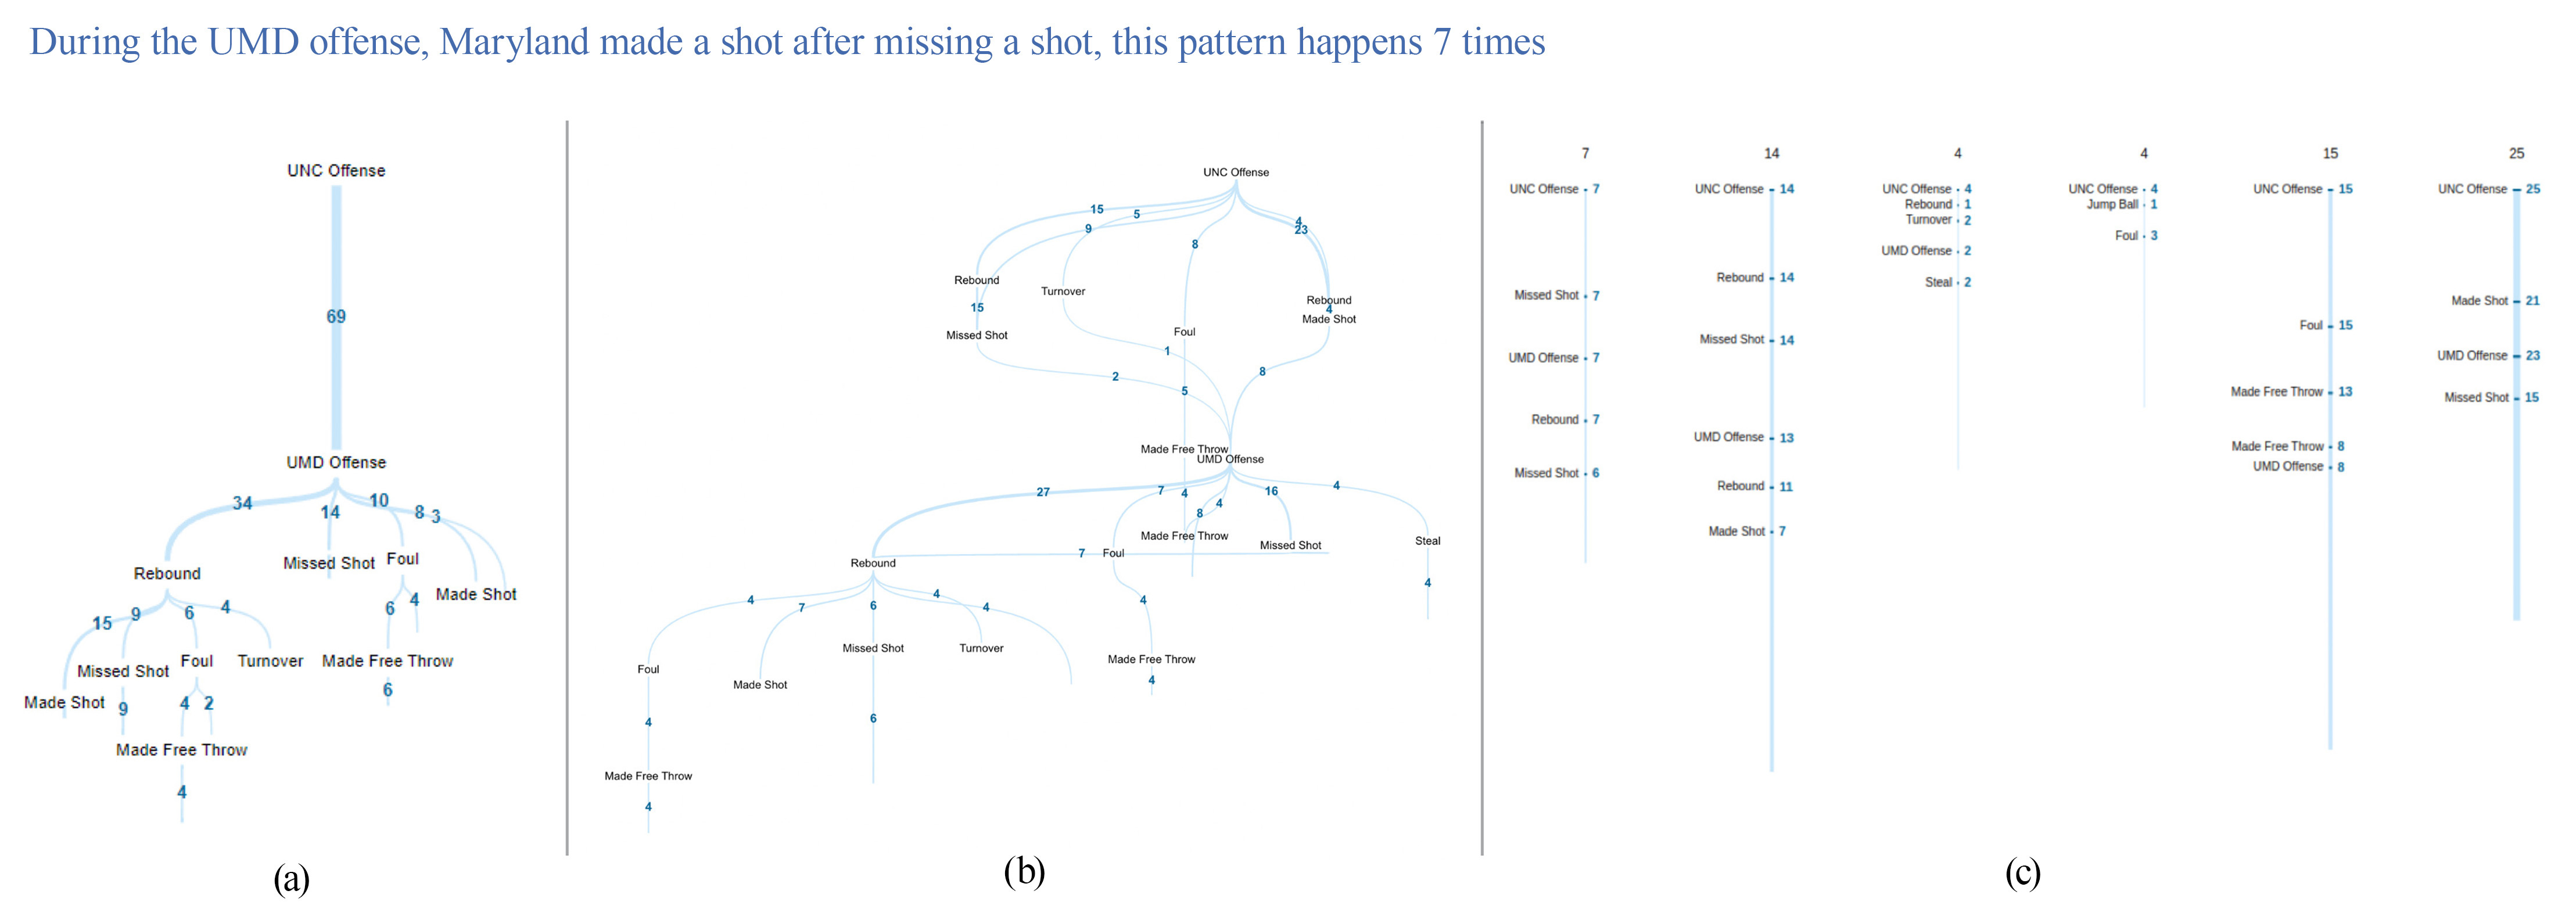 During the UMD offense, Maryland made a shot after missing a shot, this pattern happens 7 times
UNC Offense
69
UMD Offense
34
14
10
8
3
Rebound
Missed Shot
Foul
Made Shot
15
9
6
4
6
4
Made Shot
Missed Shot
Foul
Turnover
Made Free Throw
9
4
2
6
Made Free Throw
4
(a)
UNC Offense
15
5
9
8
4
23
Rebound
Turnover
Rebound
15
4
Missed Shot
Foul
Made Shot
1
2
5
8
Made Free Throw
UMD Offense
27
7
4
8
4
16
4
Made Free Throw
Missed Shot
Steal
Rebound
7
Foul
4
4
7
6
4
4
4
Foul
Made Shot
Missed Shot
Turnover
Made Free Throw
4
4
6
Made Free Throw
4
(b)
7
UNC Offense 7
Missed Shot 7
UMD Offense 7
Rebound 7
Missed Shot 6
14
UNC Offense 14
Rebound 14
Missed Shot 14
UMD Offense 13
Rebound 11
Made Shot 7
4
UNC Offense 4
Rebound 1
Turnover 2
UMD Offense 2
Steal 2
4
UNC Offense 4
Jump Ball 1
Foul 3
15
UNC Offense 15
Foul 15
Made Free Throw 13
Made Free Throw 8
UMD Offense 8
25
UNC Offense 25
Made Shot 21
UMD Offense 23
Missed Shot 15
(c)